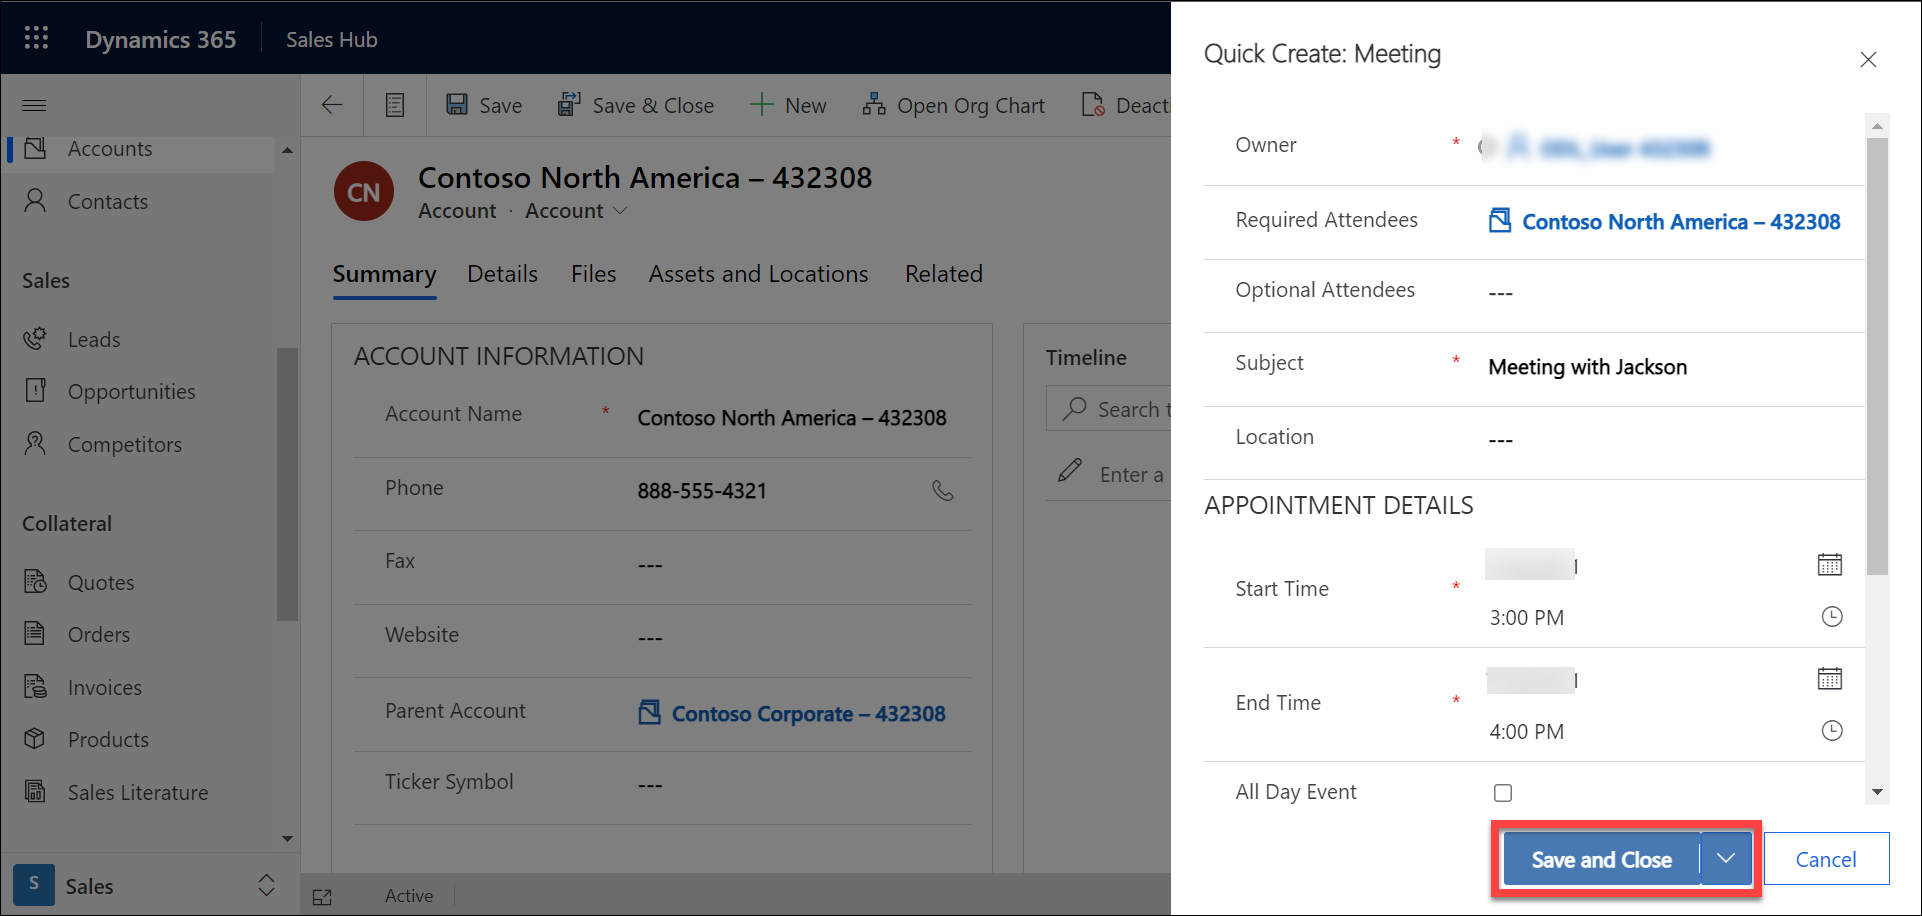 Dynamics 365
Sales Hub
Save
Save & Close
New
Open Org Chart
Deacti
Accounts
Contacts
Sales
Leads
Opportunities
Competitors
Collateral
Quotes
Orders
Invoices
Products
Sales Literature
S
Sales
CN
Contoso North America – 432308
Account · Account
Summary
Details
Files
Assets and Locations
Related
ACCOUNT INFORMATION
Account Name * Contoso North America – 432308
Phone 888-555-4321
Fax ---
Website ---
Parent Account Contoso Corporate – 432308
Ticker Symbol ---
Active
Timeline
Search t
Enter a
Quick Create: Meeting
Owner *
Required Attendees Contoso North America – 432308
Optional Attendees ---
Subject * Meeting with Jackson
Location ---
APPOINTMENT DETAILS
Start Time *
3:00 PM
End Time *
4:00 PM
All Day Event
Save and Close
Cancel